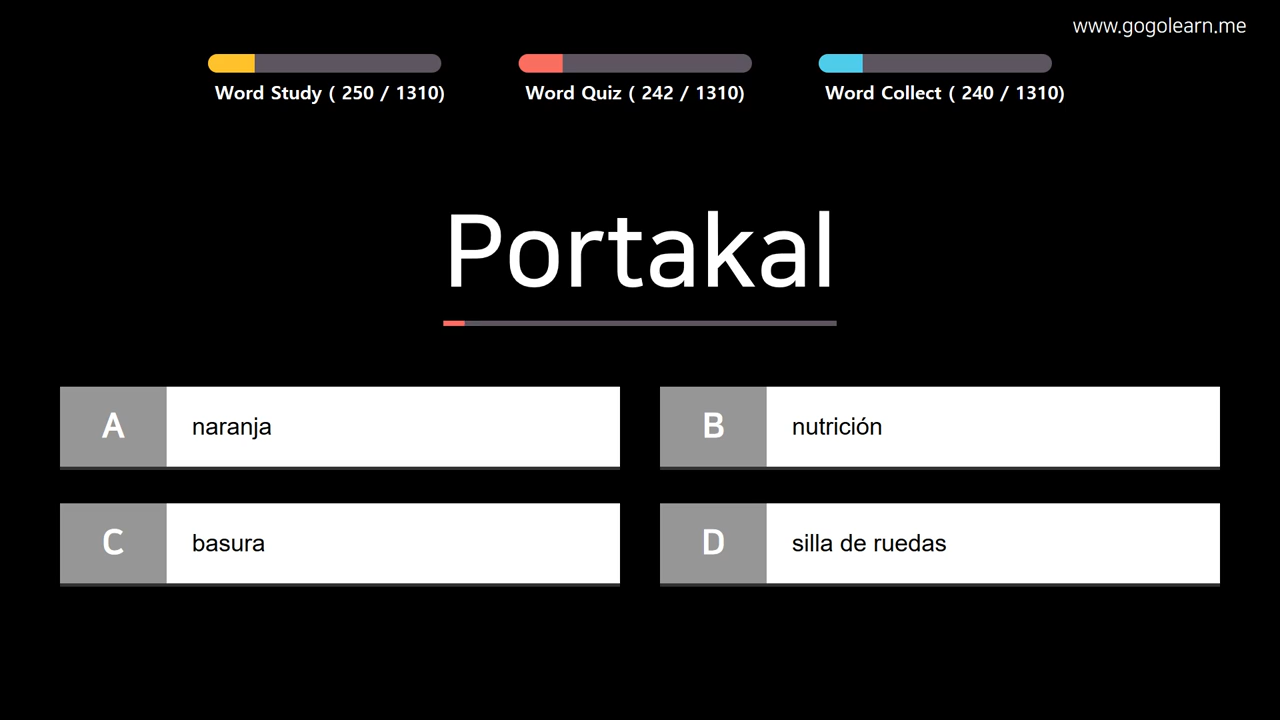 www.gogolearn.me
Word Study ( 250 / 1310)
Word Quiz ( 242 / 1310)
Word Collect ( 240 / 1310)
Portakal
A naranja
B nutrición
C basura
D silla de ruedas